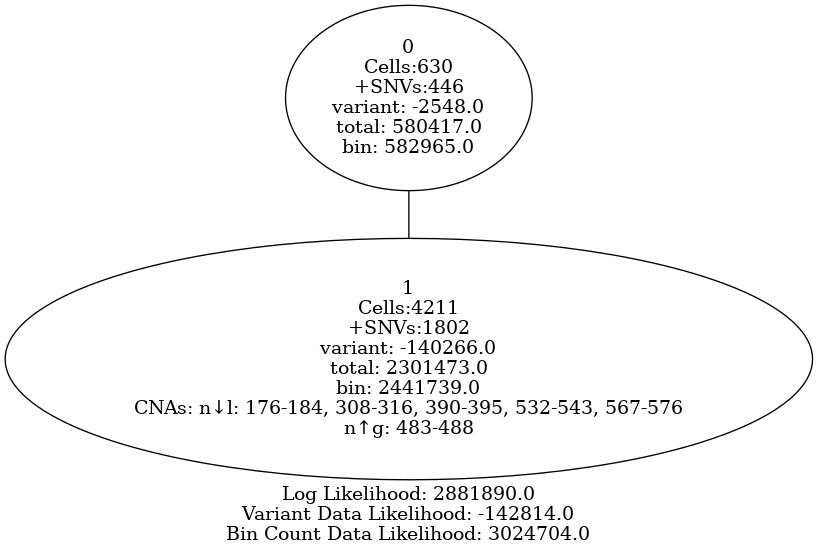 0
Cells:630
+SNVs:446
variant: -2548.0
total: 580417.0
bin: 582965.0
1
Cells:4211
+SNVs:1802
variant: -140266.0
total: 2301473.0
bin: 2441739.0
CNAs: n↓l: 176-184, 308-316, 390-395, 532-543, 567-576
n↑g: 483-488
Log Likelihood: 2881890.0
Variant Data Likelihood: -142814.0
Bin Count Data Likelihood: 3024704.0